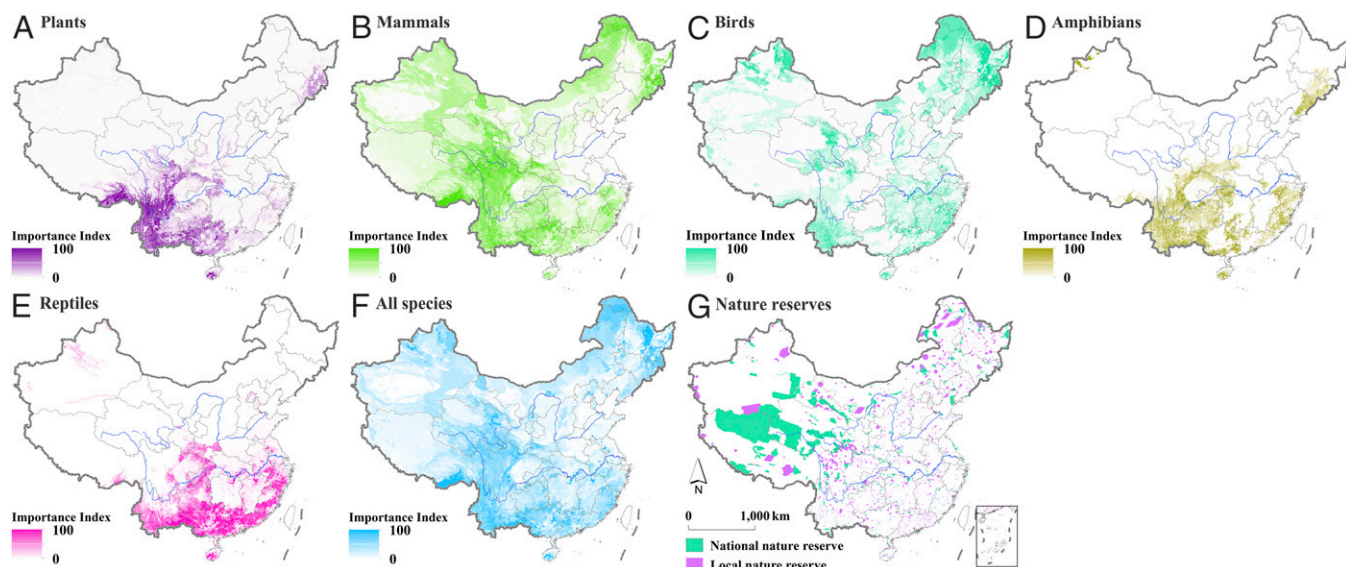 A Plants
B Mammals
C Birds
D Amphibians
Importance Index
100
0
Importance Index
100
0
Importance Index
100
0
Importance Index
100
0
E Reptiles
F All species
G Nature reserves
Importance Index
100
0
Importance Index
100
0
N
0 1,000 km
National nature reserve
Local nature reserve